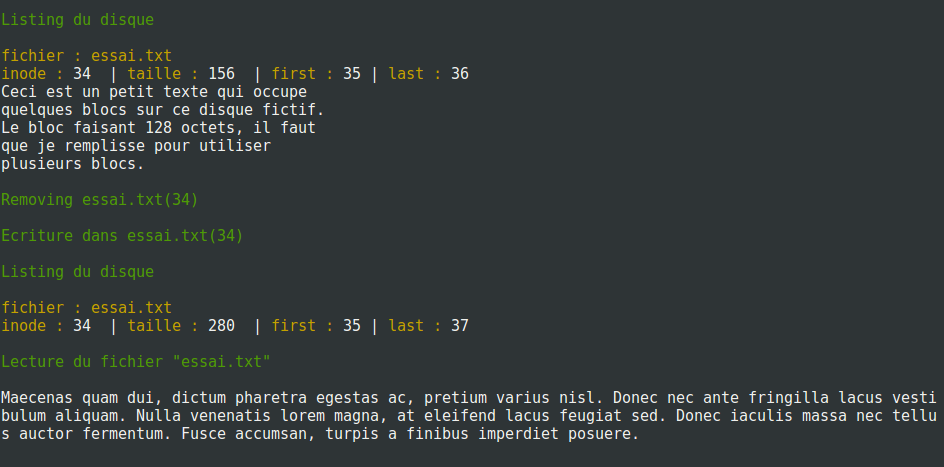 Listing du disque
fichier : essai.txt
inode : 34  | taille : 156  | first : 35 | last : 36
Ceci est un petit texte qui occupe
quelques blocs sur ce disque fictif.
Le bloc faisant 128 octets, il faut
que je remplisse pour utiliser
plusieurs blocs.
Removing essai.txt(34)
Ecriture dans essai.txt(34)
Listing du disque
fichier : essai.txt
inode : 34  | taille : 280  | first : 35 | last : 37
Lecture du fichier "essai.txt"
Maecenas quam dui, dictum pharetra egestas ac, pretium varius nisl. Donec nec ante fringilla lacus vesti
bulum aliquam. Nulla venenatis lorem magna, at eleifend lacus feugiat sed. Donec iaculis massa nec tellu
s auctor fermentum. Fusce accumsan, turpis a finibus imperdiet posuere.